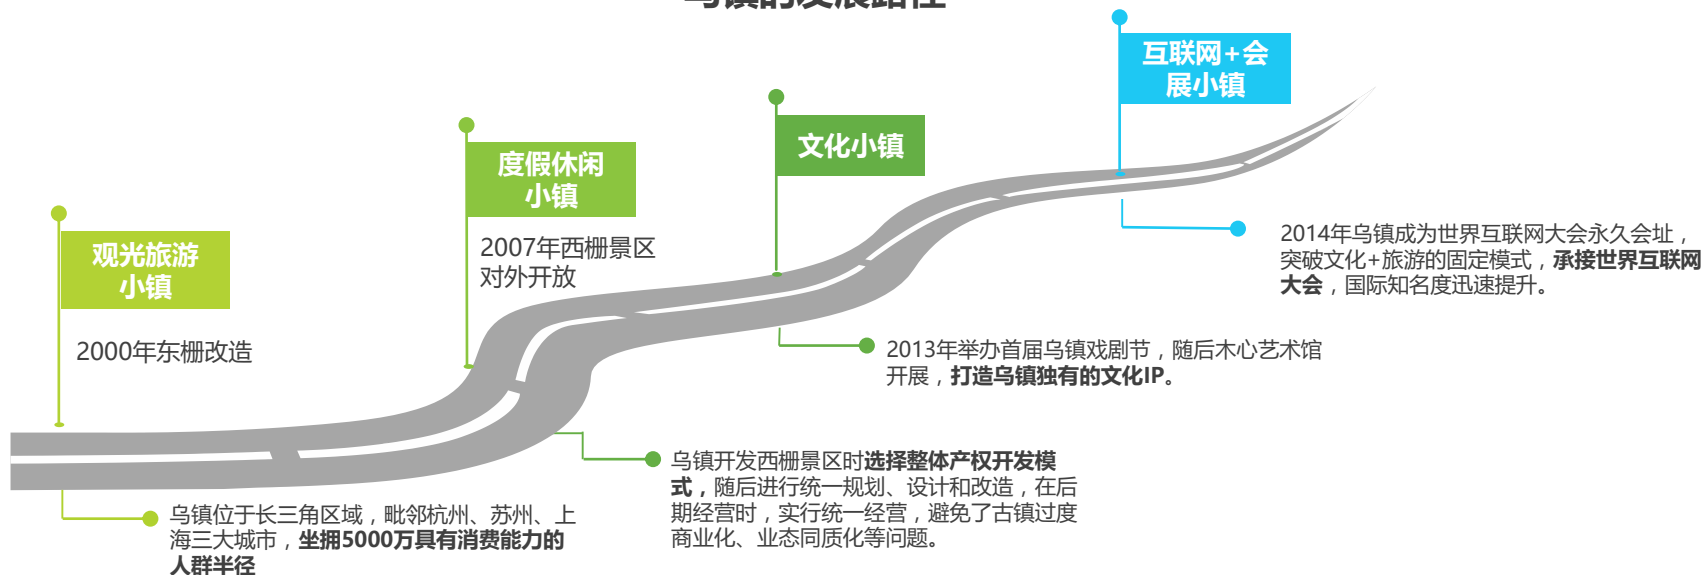 乌镇的发展路径
互联网+会
展小镇
文化小镇
度假休闲
小镇
2007年西栅景区
对外开放
观光旅游
小镇
2000年东栅改造
2014年乌镇成为世界互联网大会永久会址，
突破文化+旅游的固定模式，承接世界互联网
大会，国际知名度迅速提升。
2013年举办首届乌镇戏剧节，随后木心艺术馆
开展，打造乌镇独有的文化IP。
乌镇开发西栅景区时选择整体产权开发模
式，随后进行统一规划、设计和改造，在后
期经营时，实行统一经营，避免了古镇过度
商业化、业态同质化等问题。
乌镇位于长三角区域，毗邻杭州、苏州、上
海三大城市，坐拥5000万具有消费能力的
人群半径